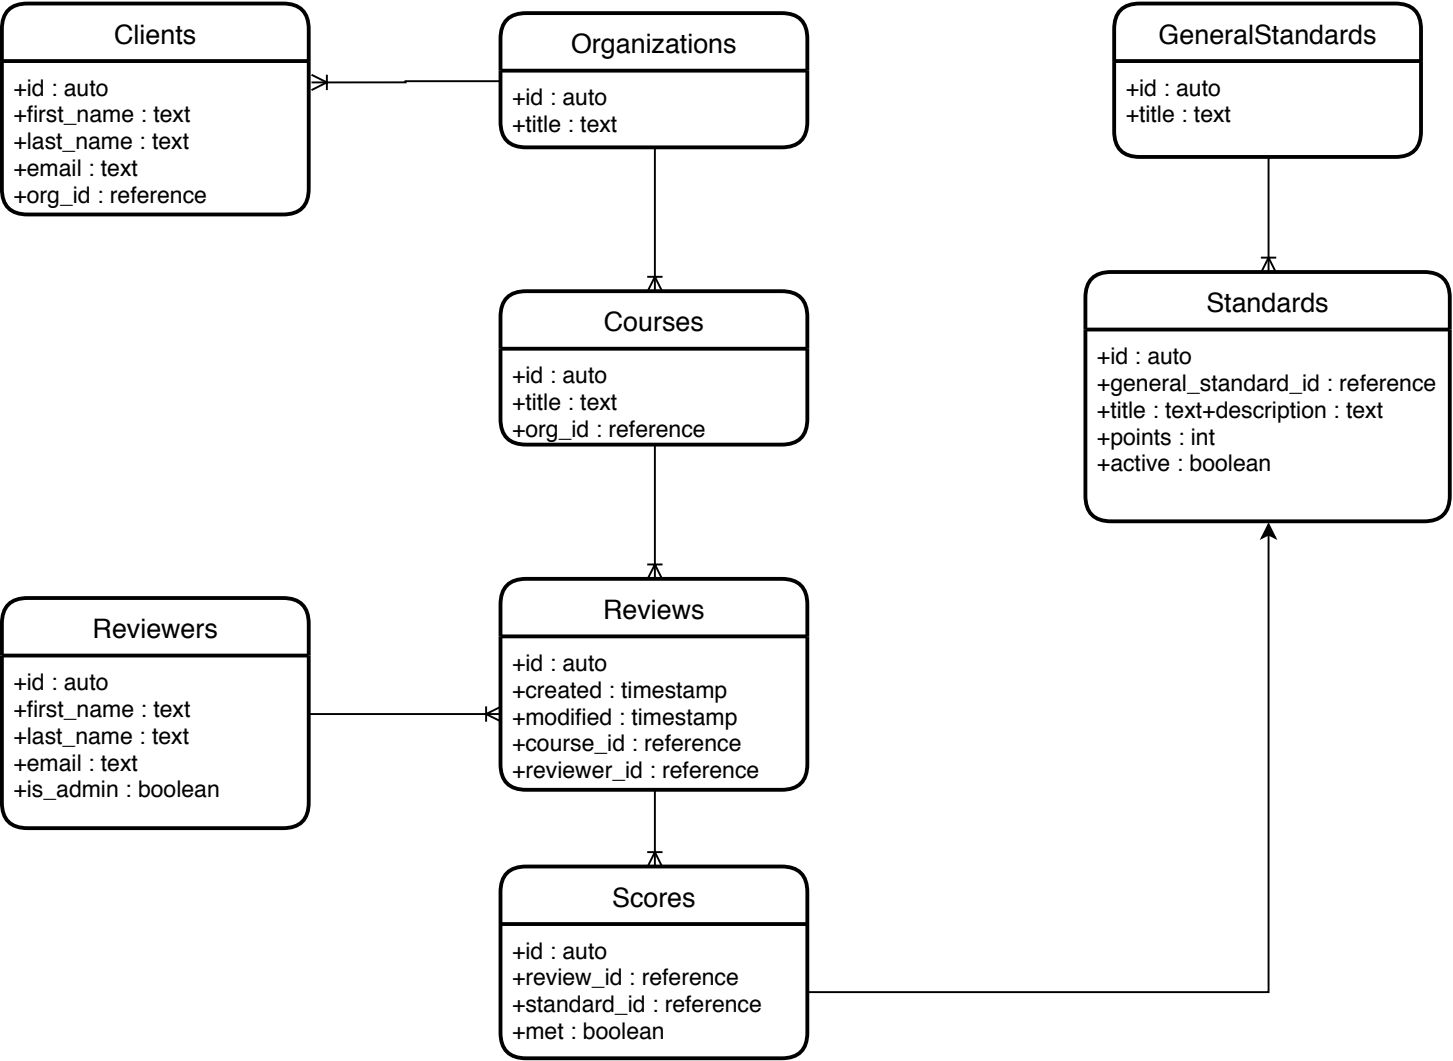 Clients
+id : auto
+first_name : text
+last_name : text
+email : text
+org_id : reference
Organizations
+id : auto
+title : text
GeneralStandards
+id : auto
+title : text
Courses
+id : auto
+title : text
+org_id : reference
Standards
+id : auto
+general_standard_id : reference
+title : text+description : text
+points : int
+active : boolean
Reviewers
+id : auto
+first_name : text
+last_name : text
+email : text
+is_admin : boolean
Reviews
+id : auto
+created : timestamp
+modified : timestamp
+course_id : reference
+reviewer_id : reference
Scores
+id : auto
+review_id : reference
+standard_id : reference
+met : boolean